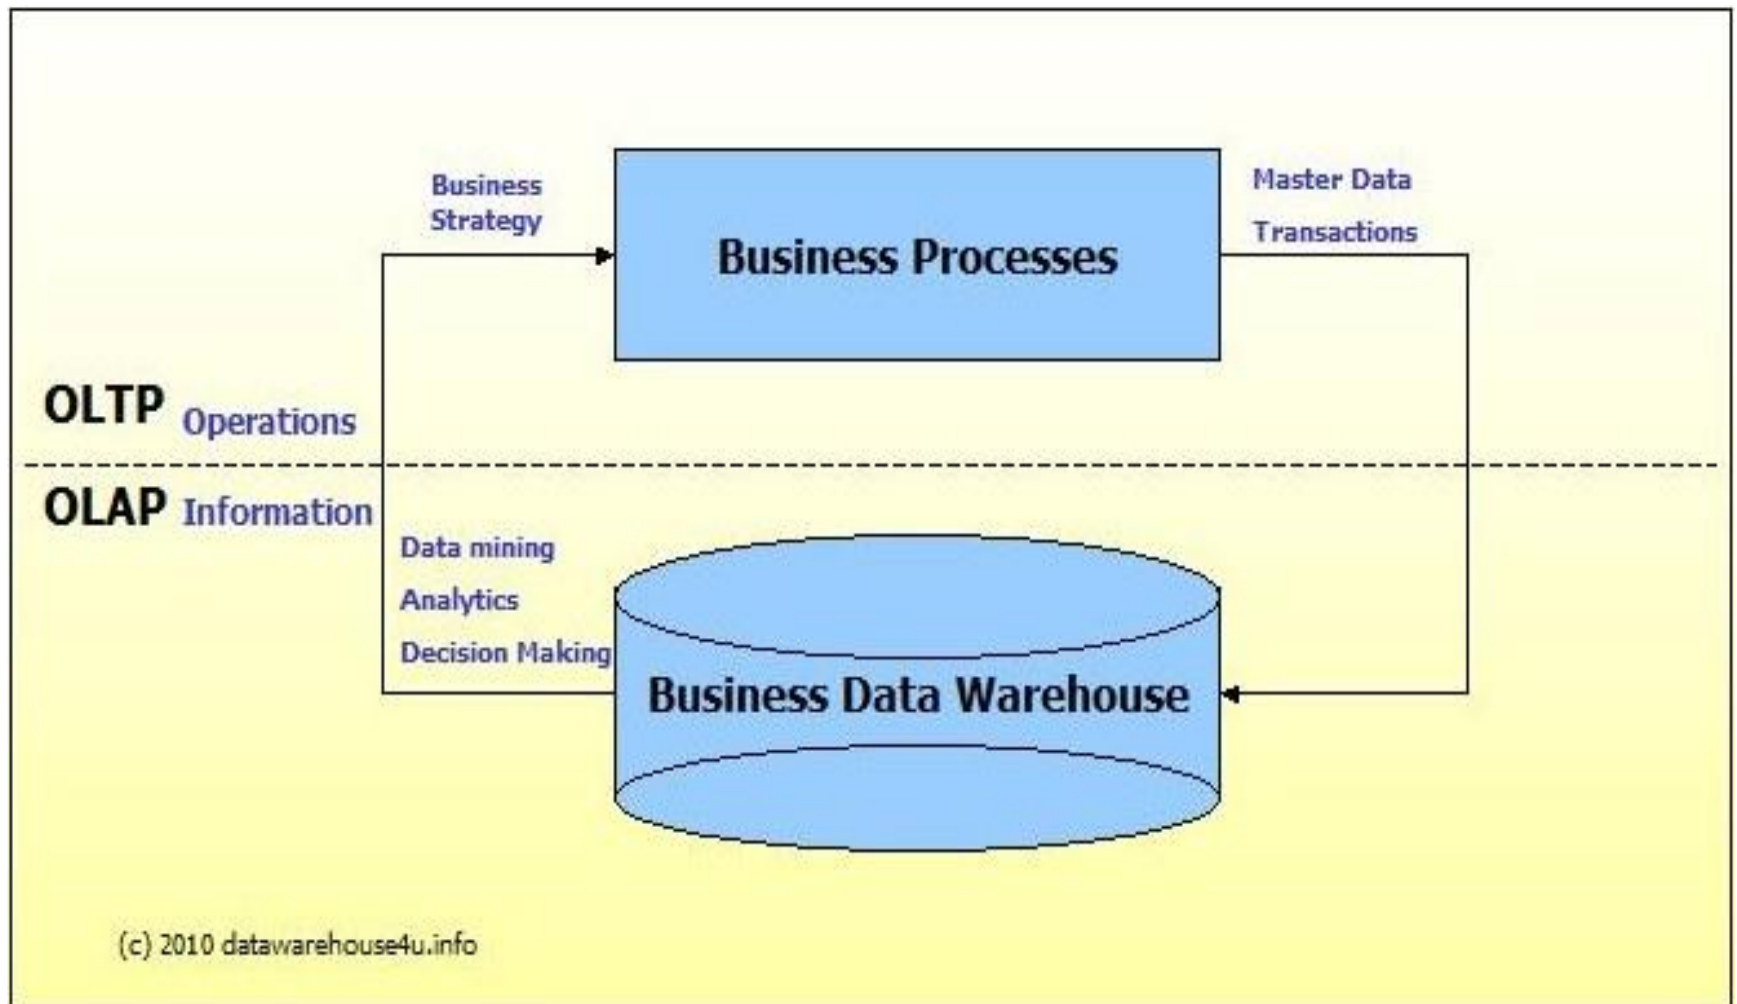 Business
Strategy
Business Processes
Master Data
Transactions
OLTP Operations
OLAP Information
Data mining
Analytics
Decision Making
Business Data Warehouse
(c) 2010 datawarehouse4u.info